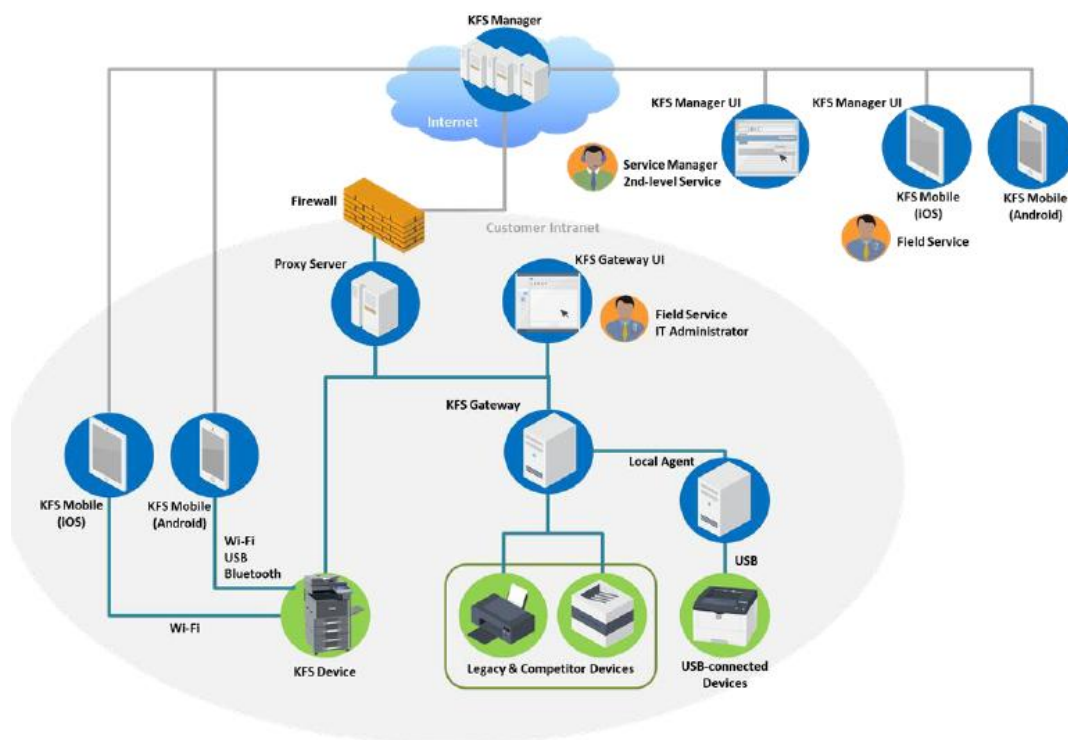 KFS Manager
Internet
KFS Manager UI
KFS Manager UI
Service Manager
2nd-level Service
KFS Mobile
(iOS)
KFS Mobile
(Android)
Field Service
Firewall
Customer Intranet
Proxy Server
KFS Gateway UI
Field Service
IT Administrator
KFS Gateway
Local Agent
KFS Mobile
(iOS)
KFS Mobile
(Android)
Wi-Fi
USB
Bluetooth
USB
Wi-Fi
KFS Device
Legacy & Competitor Devices
USB-connected
Devices